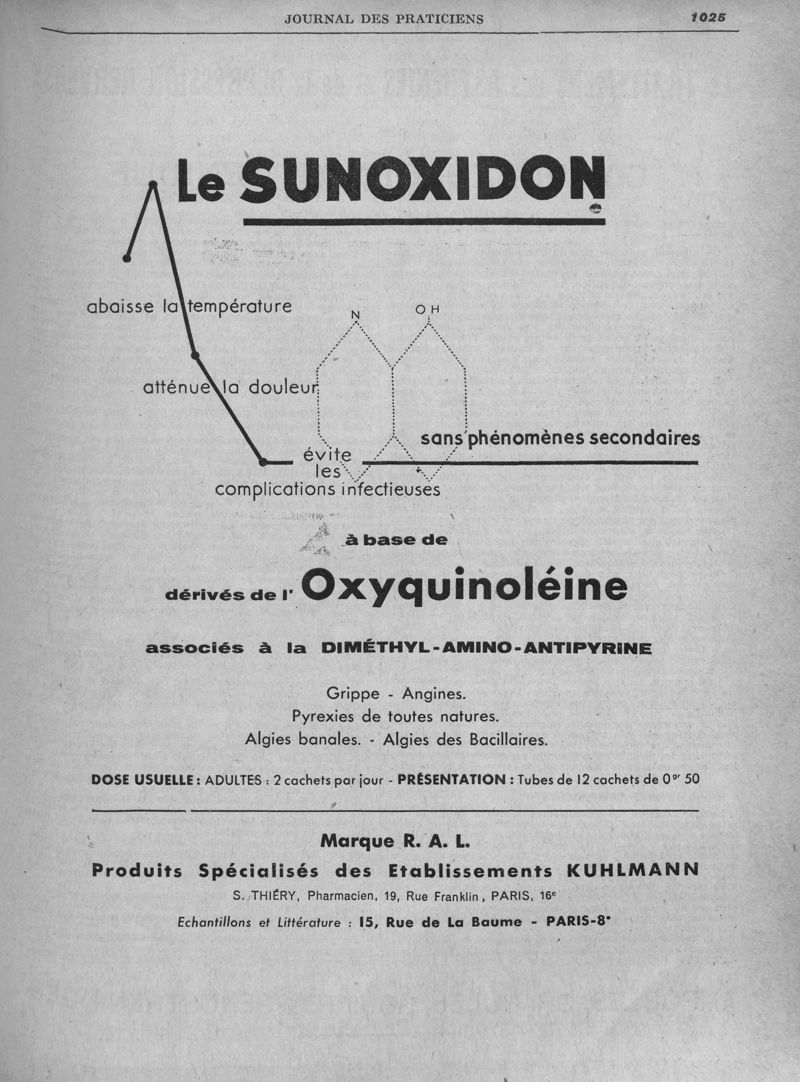 JOURNAL DES PRATICIENS
1025
Le SUNOXIDON
abaisse la température
N
OH
atténue la douleur
sans phénomènes secondaires
évite
les
complications infectieuses
à base de
dérivés de l' Oxyquinoléine
associés à la DIMÉTHYL-AMINO-ANTIPYRINE
Grippe - Angines.
Pyrexies de toutes natures.
Algies banales. - Algies des Bacillaires.
DOSE USUELLE : ADULTES : 2 cachets par jour - PRÉSENTATION : Tubes de 12 cachets de 0gr 50
Marque R. A. L.
Produits Spécialisés des Etablissements KUHLMANN
S. THIÉRY, Pharmacien, 19, Rue Franklin, PARIS, 16e
Echantillons et Littérature : 15, Rue de La Baume - PARIS-8e